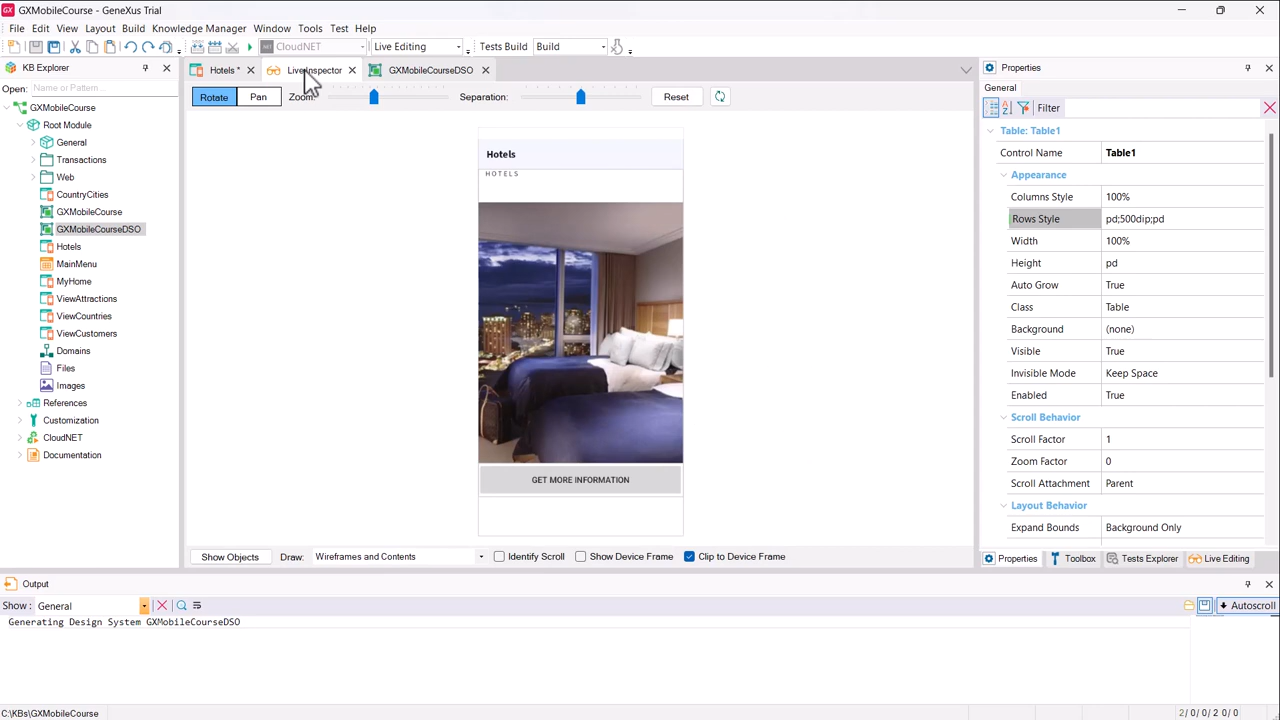 GXMobileCourse - GeneXus Trial
File Edit View Layout Build Knowledge Manager Window Tools Test Help
CloudNET Live Editing Tests Build Build
KB Explorer
Open: Name or Pattern...
GXMobileCourse
Root Module
General
Transactions
Web
CountryCities
GXMobileCourse
GXMobileCourseDSO
Hotels
MainMenu
MyHome
ViewAttractions
ViewCountries
ViewCustomers
Domains
Files
Images
References
Customization
CloudNET
Documentation
Hotels * LiveInspector GXMobileCourseDSO
Rotate Pan Zoom: Separation: Reset
Hotels
HOTELS
GET MORE INFORMATION
Show Objects Draw: Wireframes and Contents Identify Scroll Show Device Frame Clip to Device Frame
Properties
General
Filter
Table: Table1
Control Name Table1
Appearance
Columns Style 100%
Rows Style pd;500dip;pd
Width 100%
Height pd
Auto Grow True
Class Table
Background (none)
Visible True
Invisible Mode Keep Space
Enabled True
Scroll Behavior
Scroll Factor 1
Zoom Factor 0
Scroll Attachment Parent
Layout Behavior
Expand Bounds Background Only
Properties Toolbox Tests Explorer Live Editing
Output
Show: General Autoscroll
Generating Design System GXMobileCourseDSO
C:\KBs\GXMobileCourse 2/ 0/ 0/ 2 0/ 0